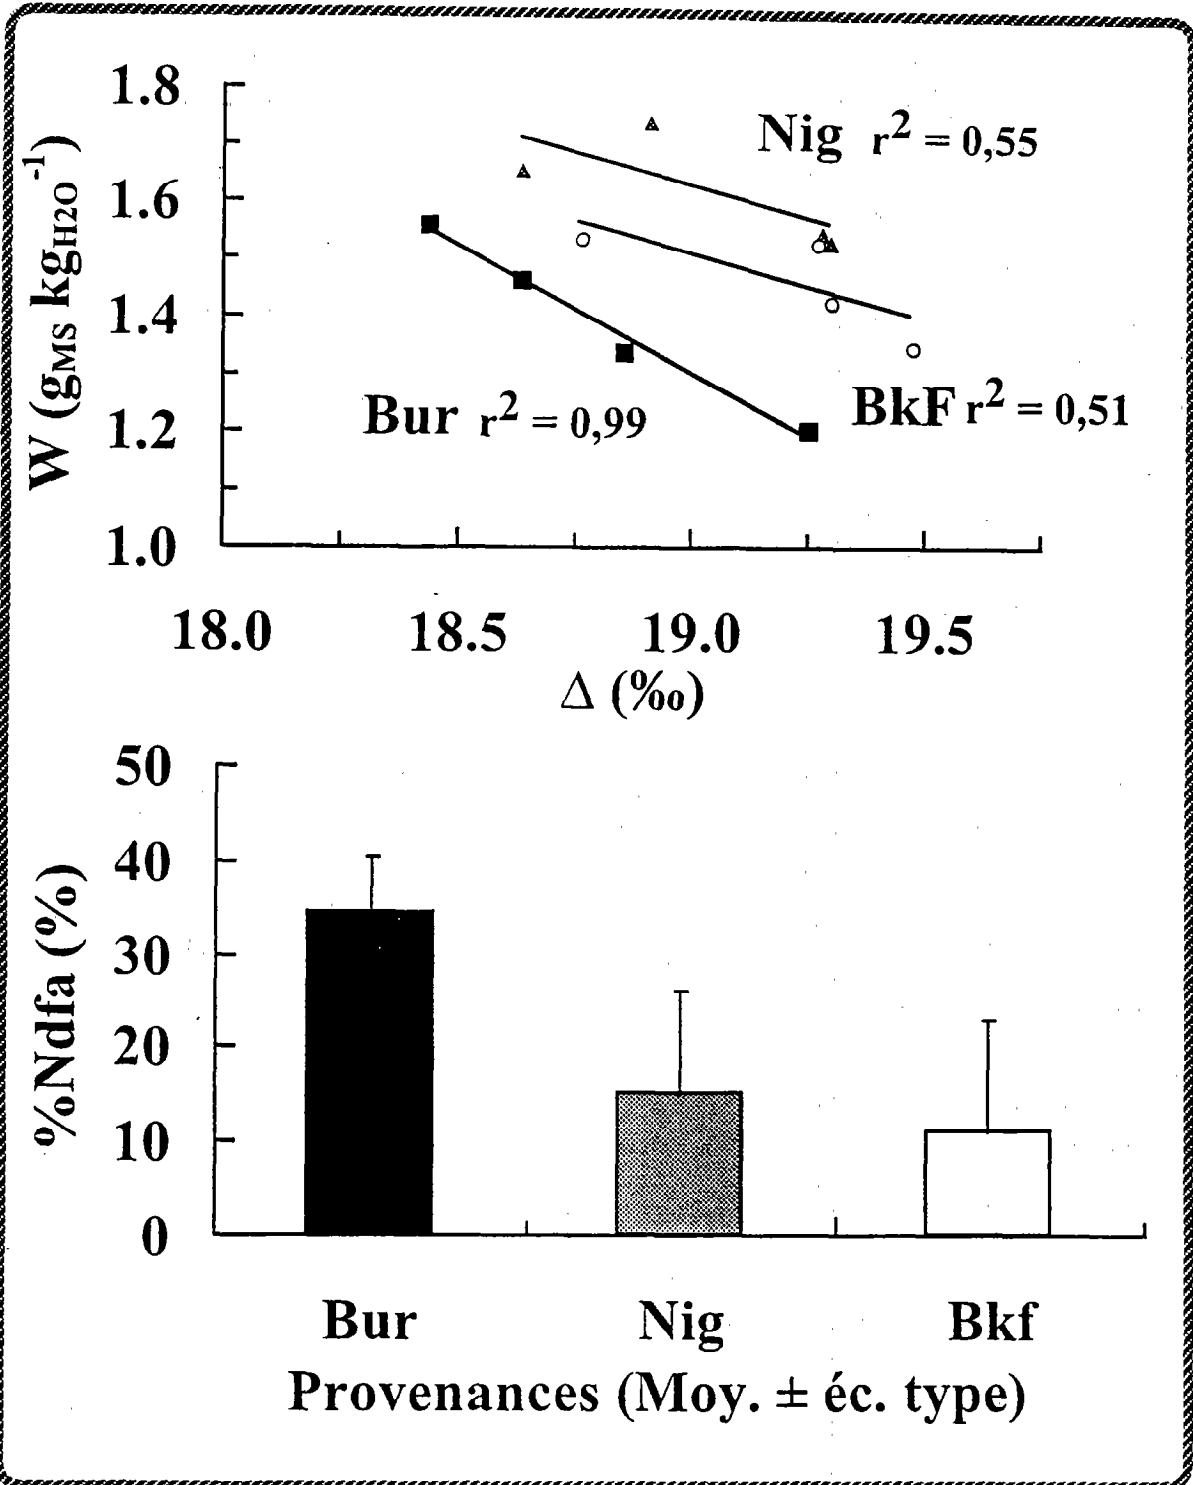 1.8
1.6
1.4
1.2
1.0
W (gMS kgH2O-1)
Nig r2 = 0,55
Bur r2 = 0,99
BkF r2 = 0,51
18.0 18.5 19.0 19.5
Δ (‰)
50
40
30
20
10
0
%Ndfa (%)
Bur Nig Bkf
Provenances (Moy. ± éc. type)